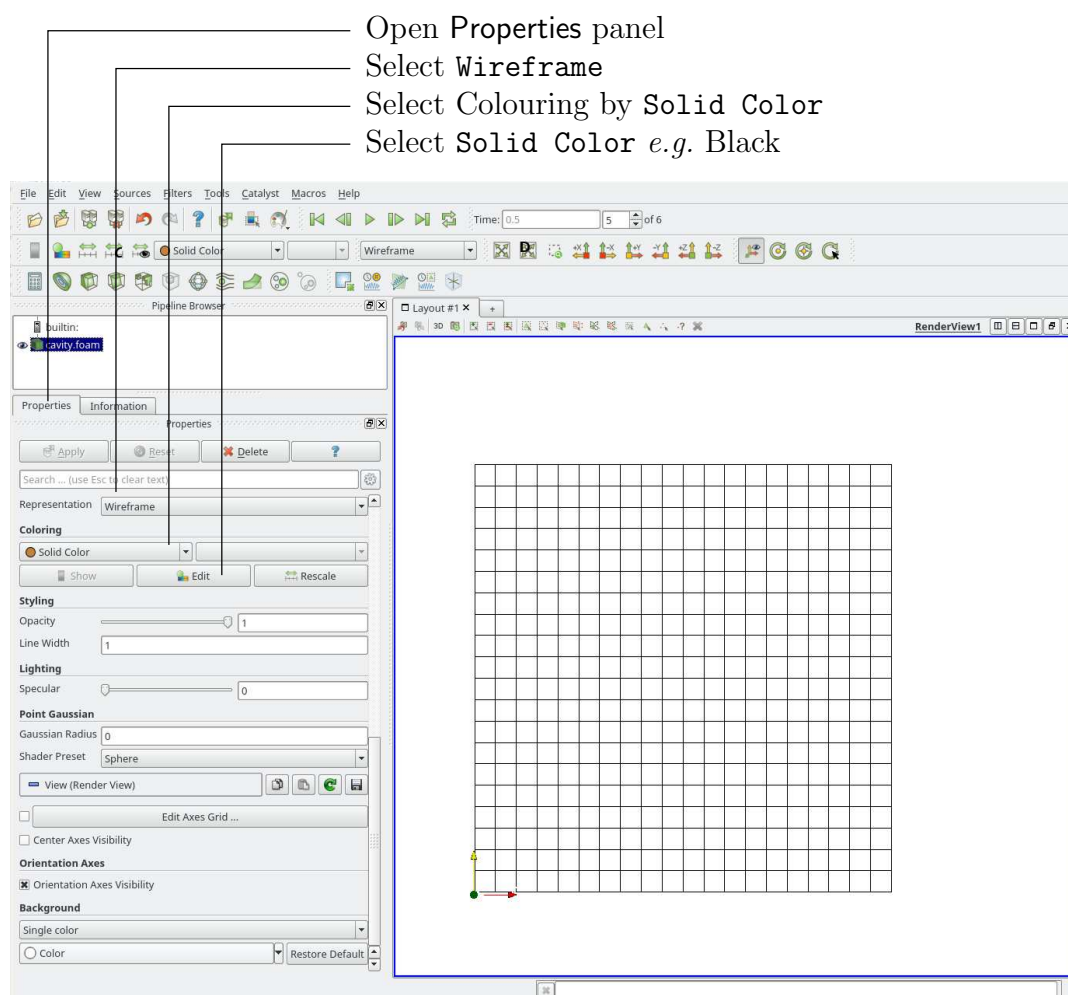 Open Properties panel
Select Wireframe
Select Colouring by Solid Color
Select Solid Color e.g. Black
File Edit View Sources Filters Tools Catalyst Macros Help
Time: 0.5 5 of 6
Solid Color Wireframe
Pipeline Browser
Layout #1 +
builtin:
3D RenderView1
cavity.foam
Properties Information
Properties
Apply Reset Delete ?
Search ... (use Esc to clear text)
Representation Wireframe
Coloring
Solid Color
Show Edit Rescale
Styling
Opacity 1
Line Width 1
Lighting
Specular 0
Point Gaussian
Gaussian Radius 0
Shader Preset Sphere
View (Render View)
Edit Axes Grid ...
Center Axes Visibility
Orientation Axes
Orientation Axes Visibility
Background
Single color
Color Restore Default